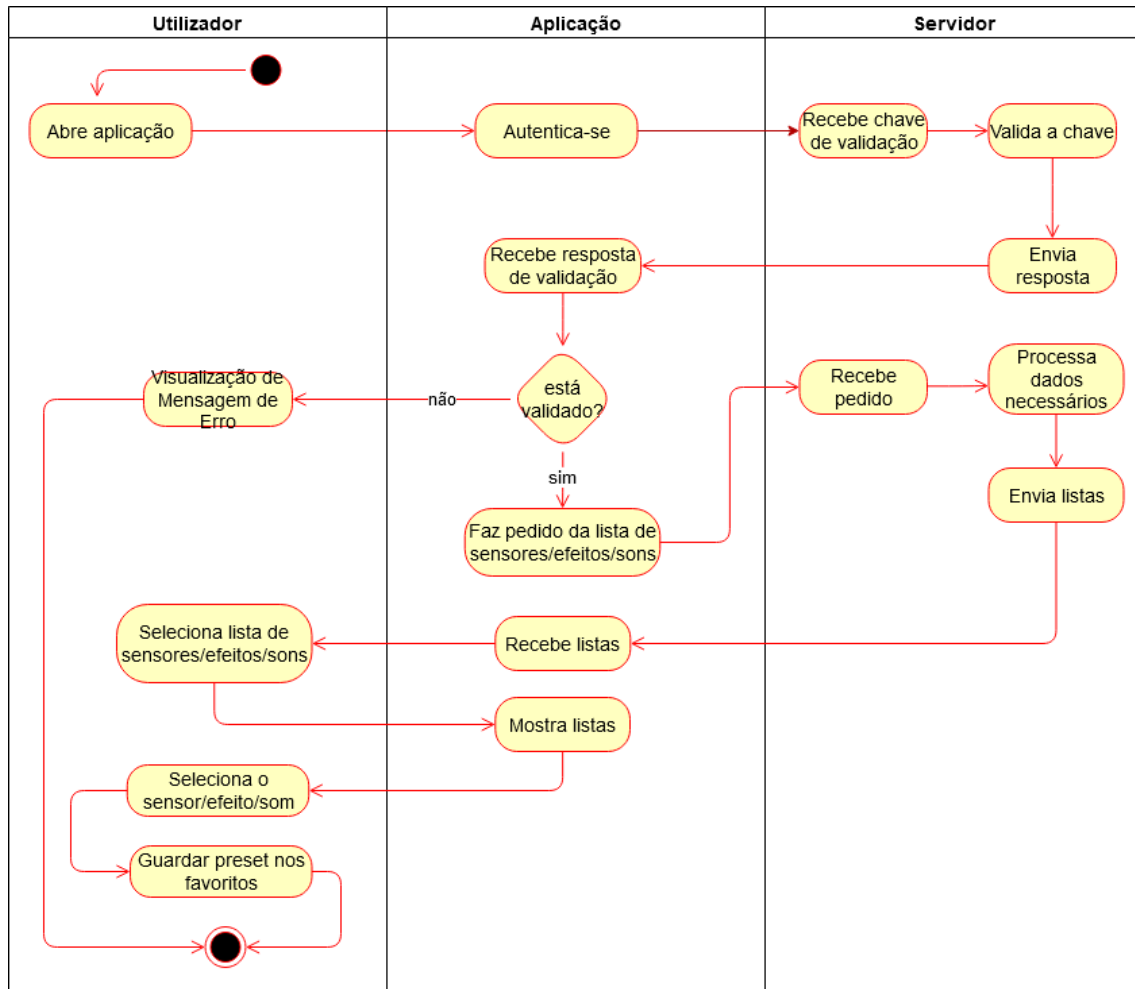 Utilizador
Aplicação
Servidor
Abre aplicação
Autentica-se
Recebe chave
de validação
Valida a chave
Recebe resposta
de validação
Envia
resposta
Visualização de
Mensagem de
Erro
não
está
validado?
sim
Recebe
pedido
Processa
dados
necessários
Envia listas
Faz pedido da lista de
sensores/efeitos/sons
Seleciona lista de
sensores/efeitos/sons
Recebe listas
Mostra listas
Seleciona o
sensor/efeito/som
Guardar preset nos
favoritos